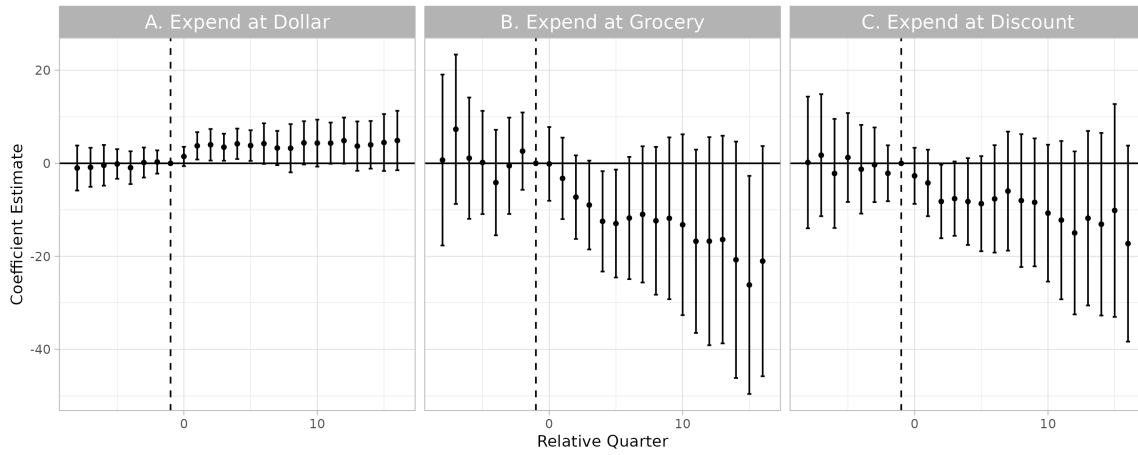 A. Expend at Dollar
B. Expend at Grocery
C. Expend at Discount
Coefficient Estimate
20
0
-20
-40
0
10
0
10
0
10
Relative Quarter